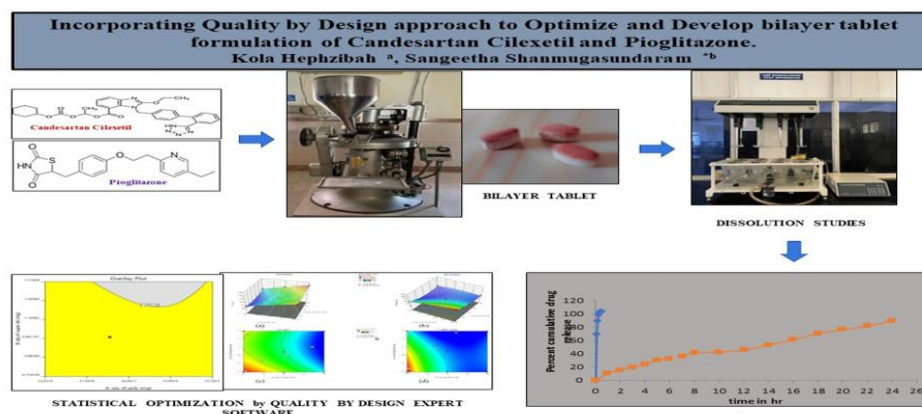 Incorporating Quality by Design approach to Optimize and Develop bilayer tablet
formulation of Candesartan Cilexetil and Pioglitazone.
Kola Hephzibah a, Sangeetha Shanmugasundaram *b
Candesartan Cilexetil
Pioglitazone
BILAYER TABLET
DISSOLUTION STUDIES
Overlay Plot
(a)
(b)
(c)
(d)
STATISTICAL OPTIMIZATION by QUALITY BY DESIGN EXPERT
SOFTWARE
Percent cumulative drug
release
120
100
80
60
40
20
0
0 2 4 6 8 10 12 14 16 18 20 22 24 26
time in hr